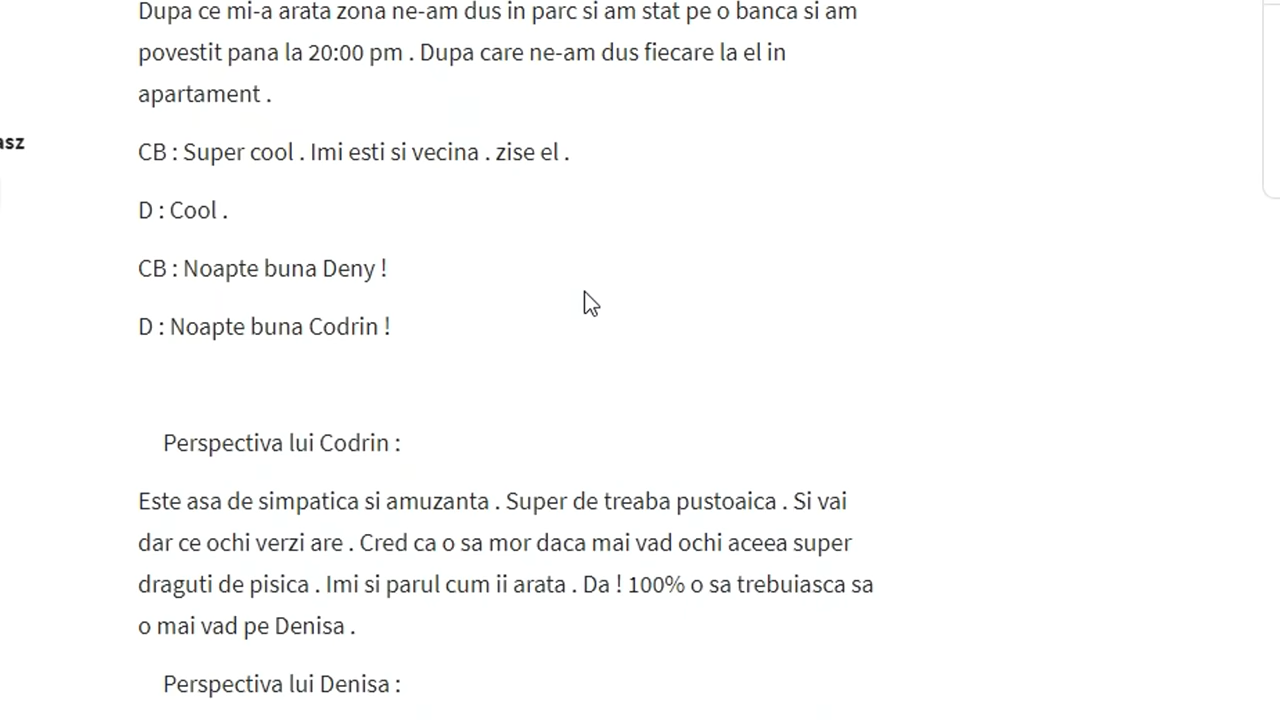 Dupa ce mi-a arata zona ne-am dus in parc si am stat pe o banca si am
povestit pana la 20:00 pm . Dupa care ne-am dus fiecare la el in
apartament .
asz
CB : Super cool . Imi esti si vecina . zise el .
D : Cool .
CB : Noapte buna Deny !
D : Noapte buna Codrin !
Perspectiva lui Codrin :
Este asa de simpatica si amuzanta . Super de treaba pustoaica . Si vai
dar ce ochi verzi are . Cred ca o sa mor daca mai vad ochi aceea super
draguti de pisica . Imi si parul cum ii arata . Da ! 100% o sa trebuiasca sa
o mai vad pe Denisa .
Perspectiva lui Denisa :